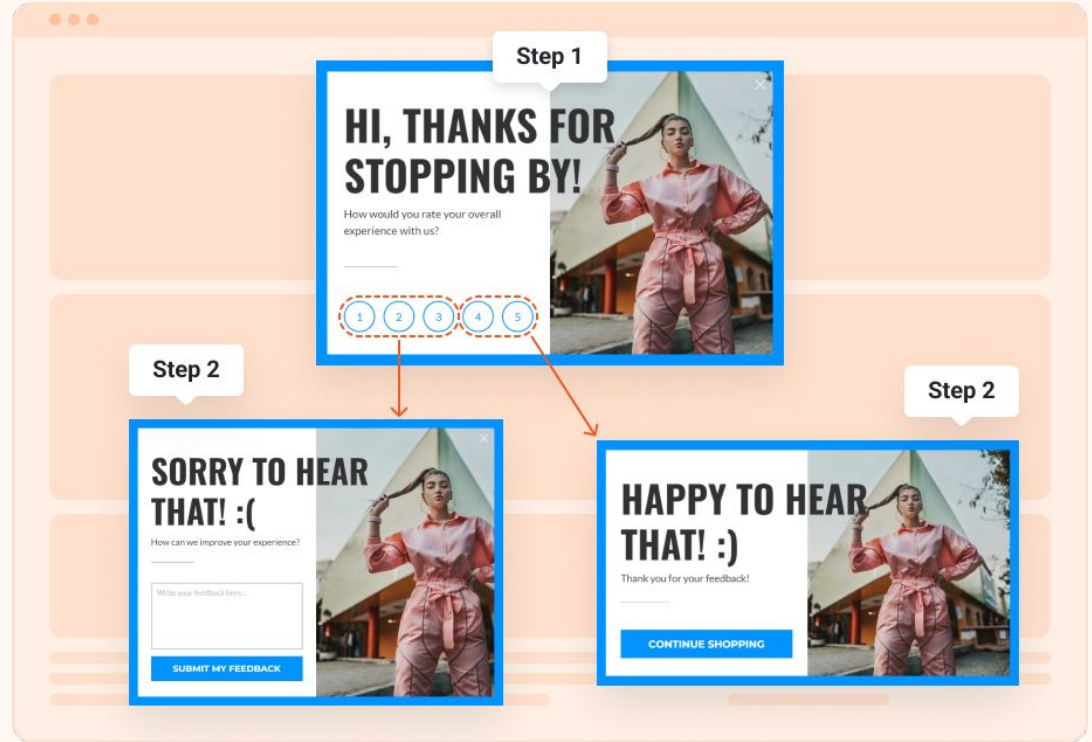 Step 1
HI, THANKS FOR
STOPPING BY!
How would you rate your overall
experience with us?
1 2 3 4 5
Step 2
SORRY TO HEAR
THAT! :(
How can we improve your experience?
Write your feedback here...
SUBMIT MY FEEDBACK
Step 2
HAPPY TO HEAR
THAT! :)
Thank you for your feedback!
CONTINUE SHOPPING